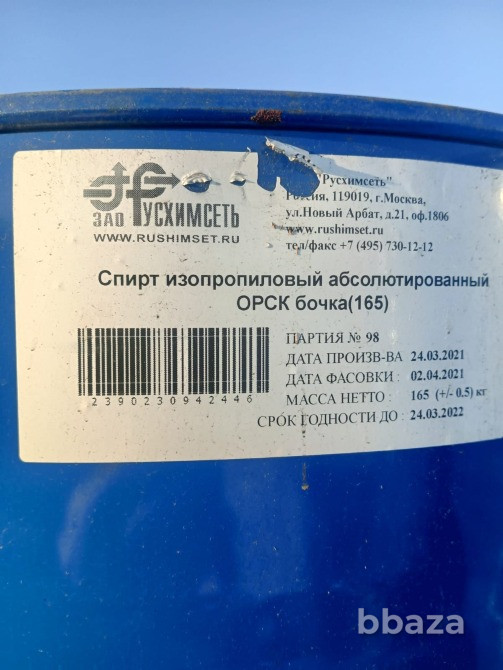 ЗАО РУСХИМСЕТЬ
WWW.RUSHIMSET.RU
"Русхимсеть"
Россия, 119019, г.Москва,
ул.Новый Арбат, д.21, оф.1806
www.rushimset.ru
тел/факс +7 (495) 730-12-12
Спирт изопропиловый абсолютированный
ОРСК бочка(165)
2390230942446
ПАРТИЯ № 98
ДАТА ПРОИЗВ-ВА 24.03.2021
ДАТА ФАСОВКИ : 02.04.2021
МАССА НЕТТО : 165 (+/- 0.5) кг
СРОК ГОДНОСТИ ДО : 24.03.2022
bbaza